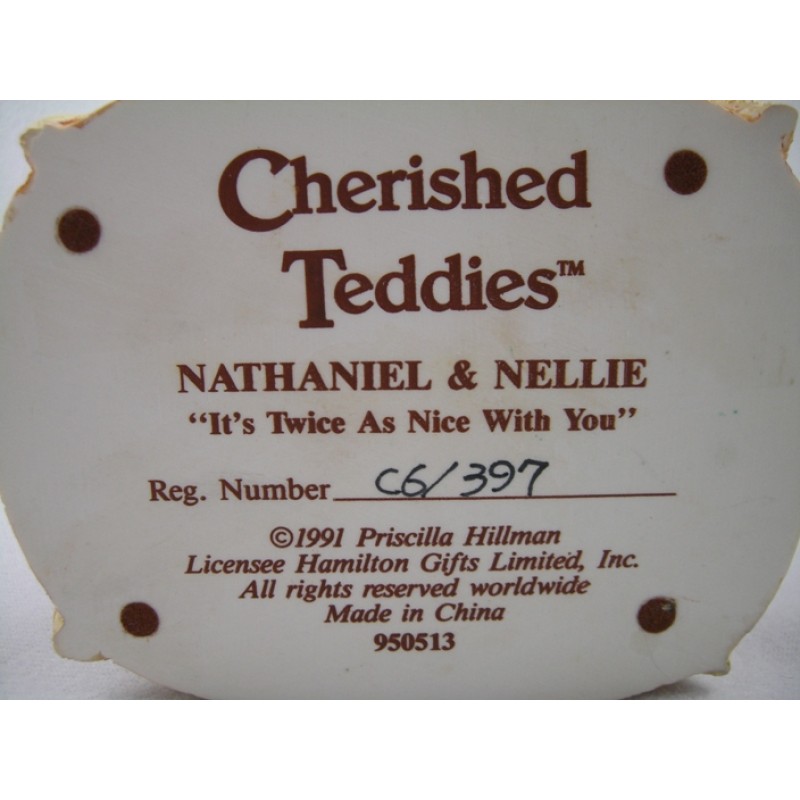 Cherished
Teddies™
NATHANIEL & NELLIE
“It's Twice As Nice With You”
Reg. Number C6/397
©1991 Priscilla Hillman
Licensee Hamilton Gifts Limited, Inc.
All rights reserved worldwide
Made in China
950513